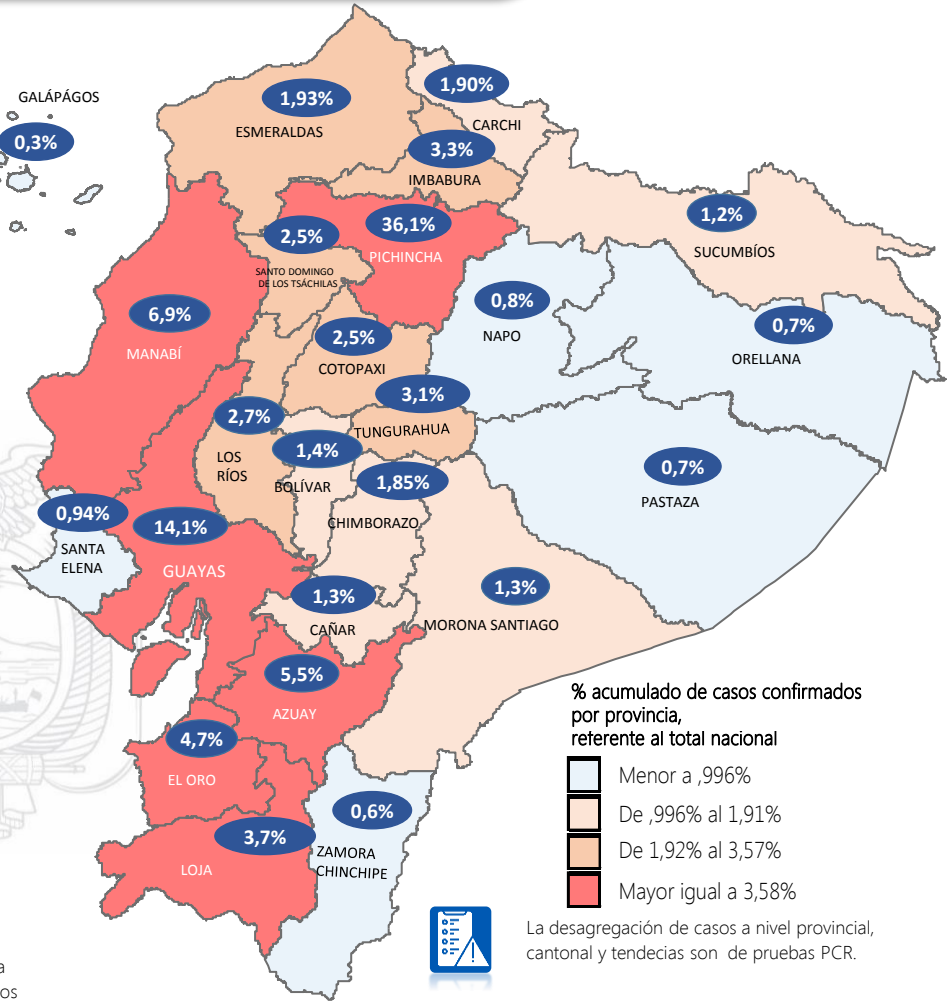 GALÁPÁGOS
0,3%
1,93%
ESMERALDAS
1,90%
CARCHI
3,3%
IMBABURA
2,5%
SANTO DOMINGO
DE LOS TSÁCHILAS
36,1%
PICHINCHA
1,2%
SUCUMBÍOS
6,9%
MANABÍ
0,8%
NAPO
0,7%
ORELLANA
2,5%
COTOPAXI
3,1%
TUNGURAHUA
2,7%
LOS
RÍOS
1,4%
BOLÍVAR
1,85%
CHIMBORAZO
0,7%
PASTAZA
0,94%
SANTA
ELENA
14,1%
GUAYAS
1,3%
CAÑAR
1,3%
MORONA SANTIAGO
5,5%
AZUAY
4,7%
EL ORO
3,7%
LOJA
0,6%
ZAMORA
CHINCHIPE
% acumulado de casos confirmados
por provincia,
referente al total nacional
Menor a ,996%
De ,996% al 1,91%
De 1,92% al 3,57%
Mayor igual a 3,58%
La desagregación de casos a nivel provincial,
cantonal y tendecias son de pruebas PCR.
a
os